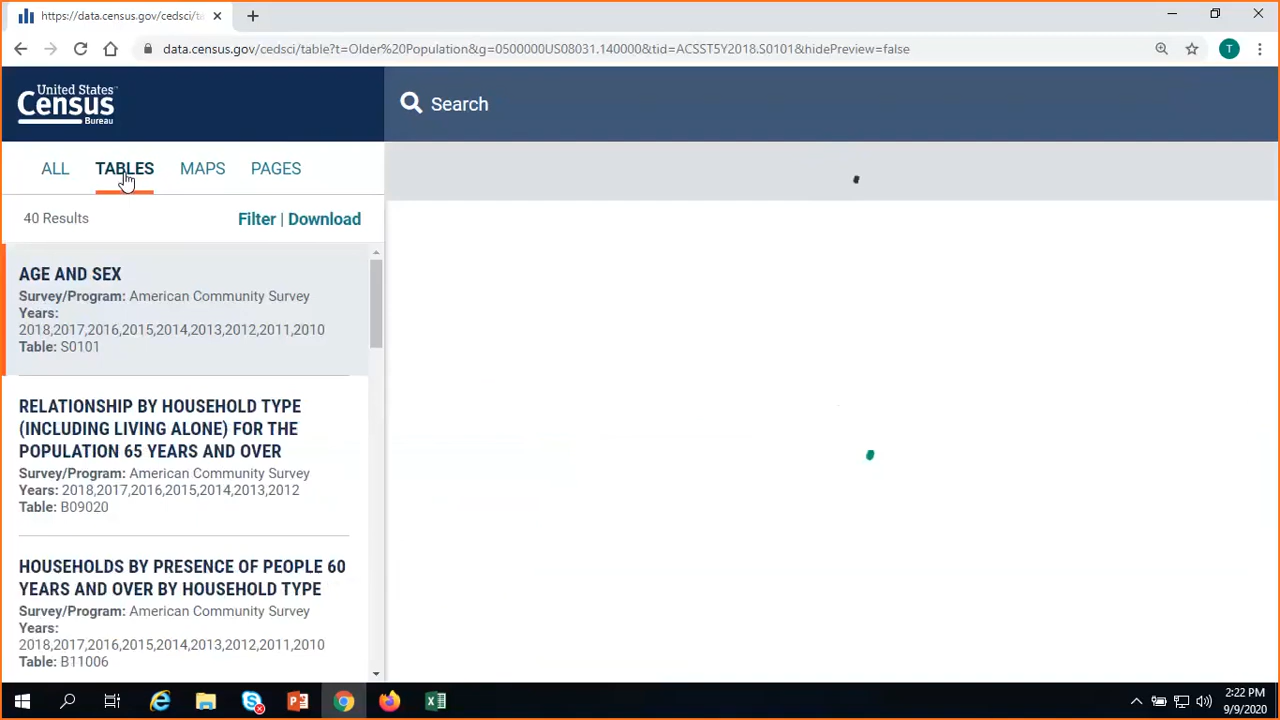 https://data.census.gov/cedsci/ta
data.census.gov/cedsci/table?t=Older%20Population&g=0500000US08031.140000&tid=ACSST5Y2018.S0101&hidePreview=false
T
United States
Census
Bureau
Search
ALL TABLES MAPS PAGES
40 Results
Filter | Download
AGE AND SEX
Survey/Program: American Community Survey
Years:
2018,2017,2016,2015,2014,2013,2012,2011,2010
Table: S0101
RELATIONSHIP BY HOUSEHOLD TYPE
(INCLUDING LIVING ALONE) FOR THE
POPULATION 65 YEARS AND OVER
Survey/Program: American Community Survey
Years: 2018,2017,2016,2015,2014,2013,2012
Table: B09020
HOUSEHOLDS BY PRESENCE OF PEOPLE 60
YEARS AND OVER BY HOUSEHOLD TYPE
Survey/Program: American Community Survey
Years:
2018,2017,2016,2015,2014,2013,2012,2011,2010
Table: B11006
2:22 PM
9/9/2020